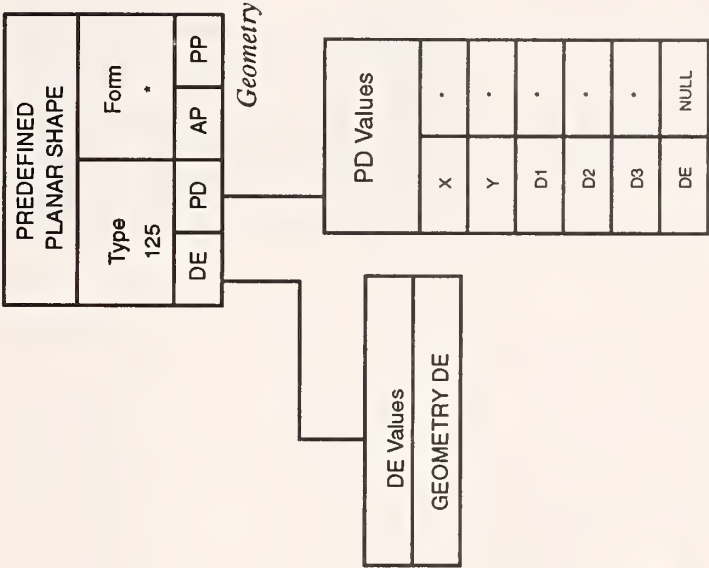 PREDEFINED
PLANAR SHAPE
Type Form
125 *
DE PD AP PP
Geometry
PD Values
X •
Y •
D1 •
D2 •
D3 •
DE NULL
DE Values
GEOMETRY DE